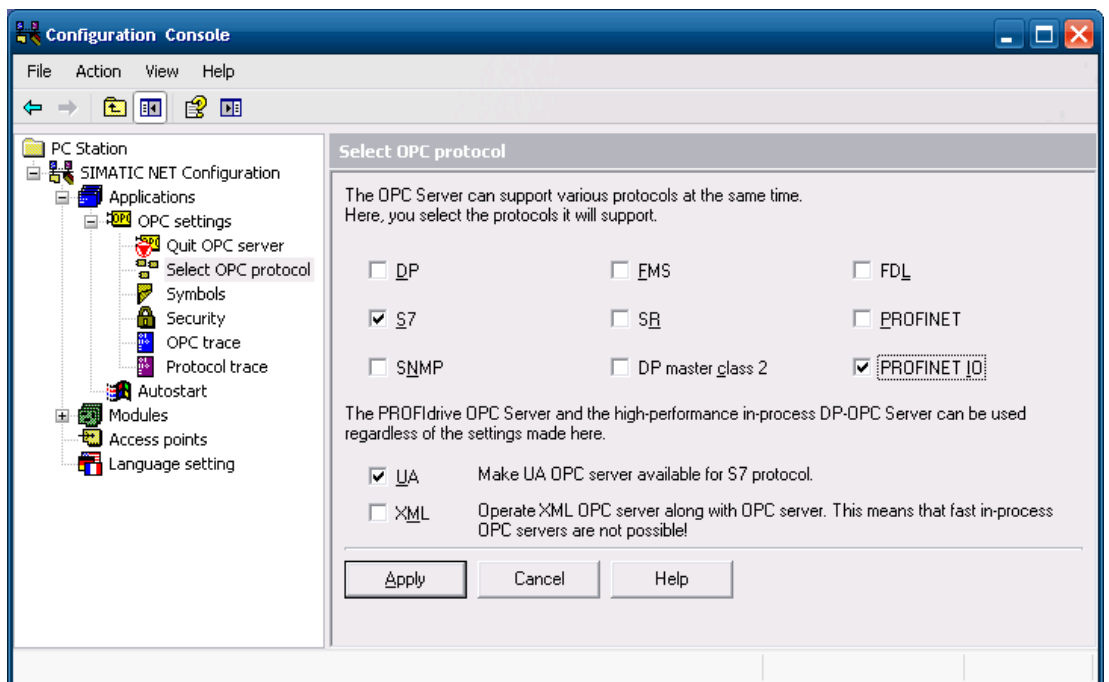 Configuration Console
File Action View Help
PC Station
SIMATIC NET Configuration
Applications
OPC settings
Quit OPC server
Select OPC protocol
Symbols
Security
OPC trace
Protocol trace
Autostart
Modules
Access points
Language setting
Select OPC protocol
The OPC Server can support various protocols at the same time.
Here, you select the protocols it will support.
DP FMS FDL
S7 SR PROFINET
SNMP DP master class 2 PROFINET IO
The PROFIdrive OPC Server and the high-performance in-process DP-OPC Server can be used
regardless of the settings made here.
UA Make UA OPC server available for S7 protocol.
XML Operate XML OPC server along with OPC server. This means that fast in-process
OPC servers are not possible!
Apply Cancel Help